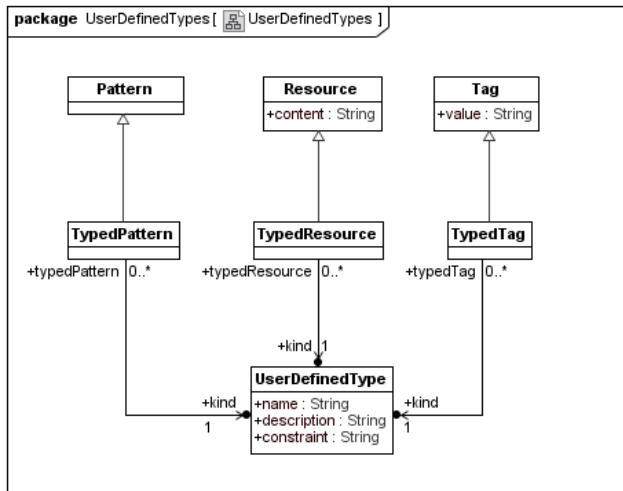 package UserDefinedTypes [ UserDefinedTypes ]
Pattern
Resource
+content : String
Tag
+value : String
TypedPattern
TypedResource
TypedTag
+typedPattern 0..*
+typedResource 0..*
+typedTag 0..*
+kind 1
UserDefinedType
+name : String
+description : String
+constraint : String
+kind
1
+kind
1